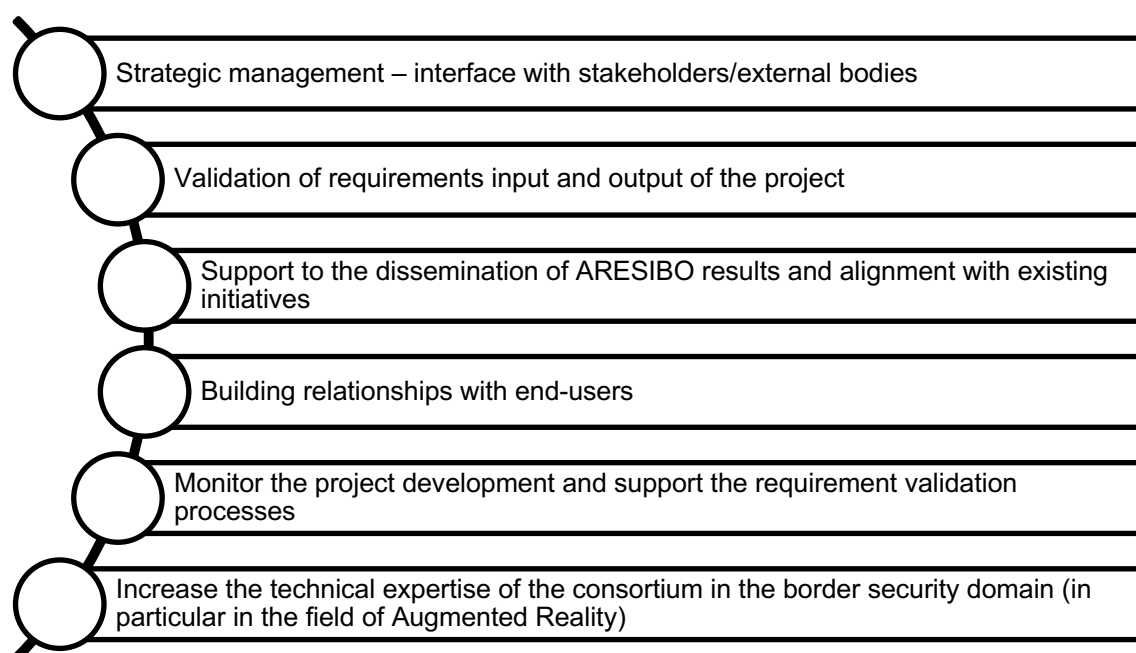 Strategic management – interface with stakeholders/external bodies
Validation of requirements input and output of the project
Support to the dissemination of ARESIBO results and alignment with existing
initiatives
Building relationships with end-users
Monitor the project development and support the requirement validation
processes
Increase the technical expertise of the consortium in the border security domain (in
particular in the field of Augmented Reality)